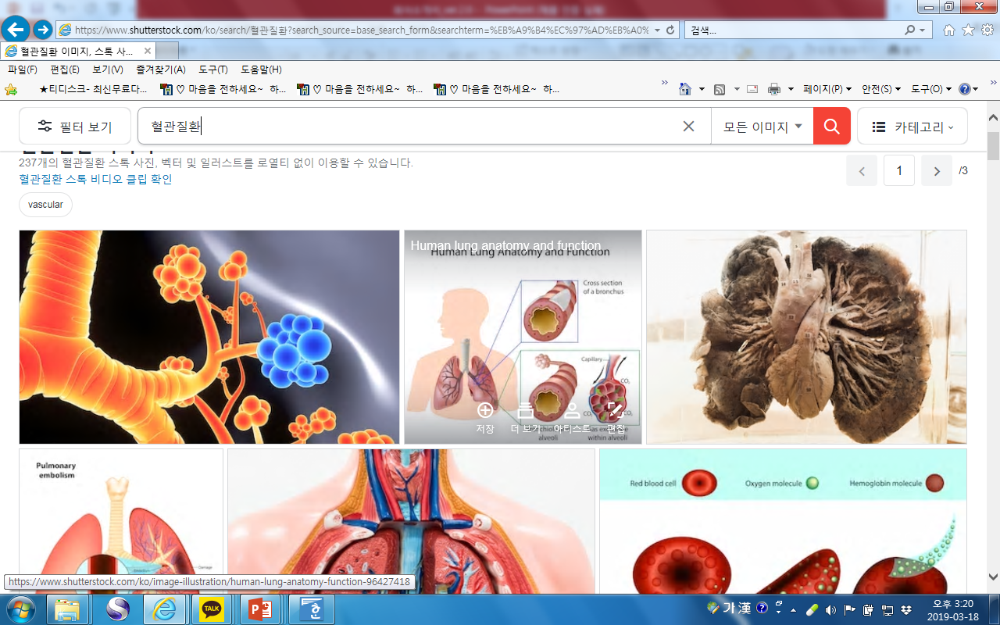 https://www.shutterstock.com/ko/search/혈관질환?search_source=base_search_form&searchterm=%EB%A9%B4%EC%97%AD%EB%A0%
검색...
혈관질환 이미지, 스톡 사...
파일(F) 편집(E) 보기(V) 즐겨찾기(A) 도구(T) 도움말(H)
★티디스크- 최신무료다... ♡ 마음을 전하세요~ 하... ♡ 마음을 전하세요~ 하... ♡ 마음을 전하세요~ 하... 페이지(P) 안전(S) 도구(O)
필터 보기 혈관질환 모든 이미지 카테고리
237개의 혈관질환 스톡 사진, 벡터 및 일러스트를 로열티 없이 이용할 수 있습니다.
혈관질환 스톡 비디오 클립 확인
1 /3
vascular
Human lung anatomy and function
Human Lung Anatomy and Function
Cross section
of a bronchus
Capillary
CO₂
저장 더 보기 아티스트 편집
alveoli
within alveoli
Pulmonary
embolism
Damage
Red blood cell
Oxygen molecule
Hemoglobin molecule
https://www.shutterstock.com/ko/image-illustration/human-lung-anatomy-function-96427418
TALK
가 漢
오후 3:20
2019-03-18